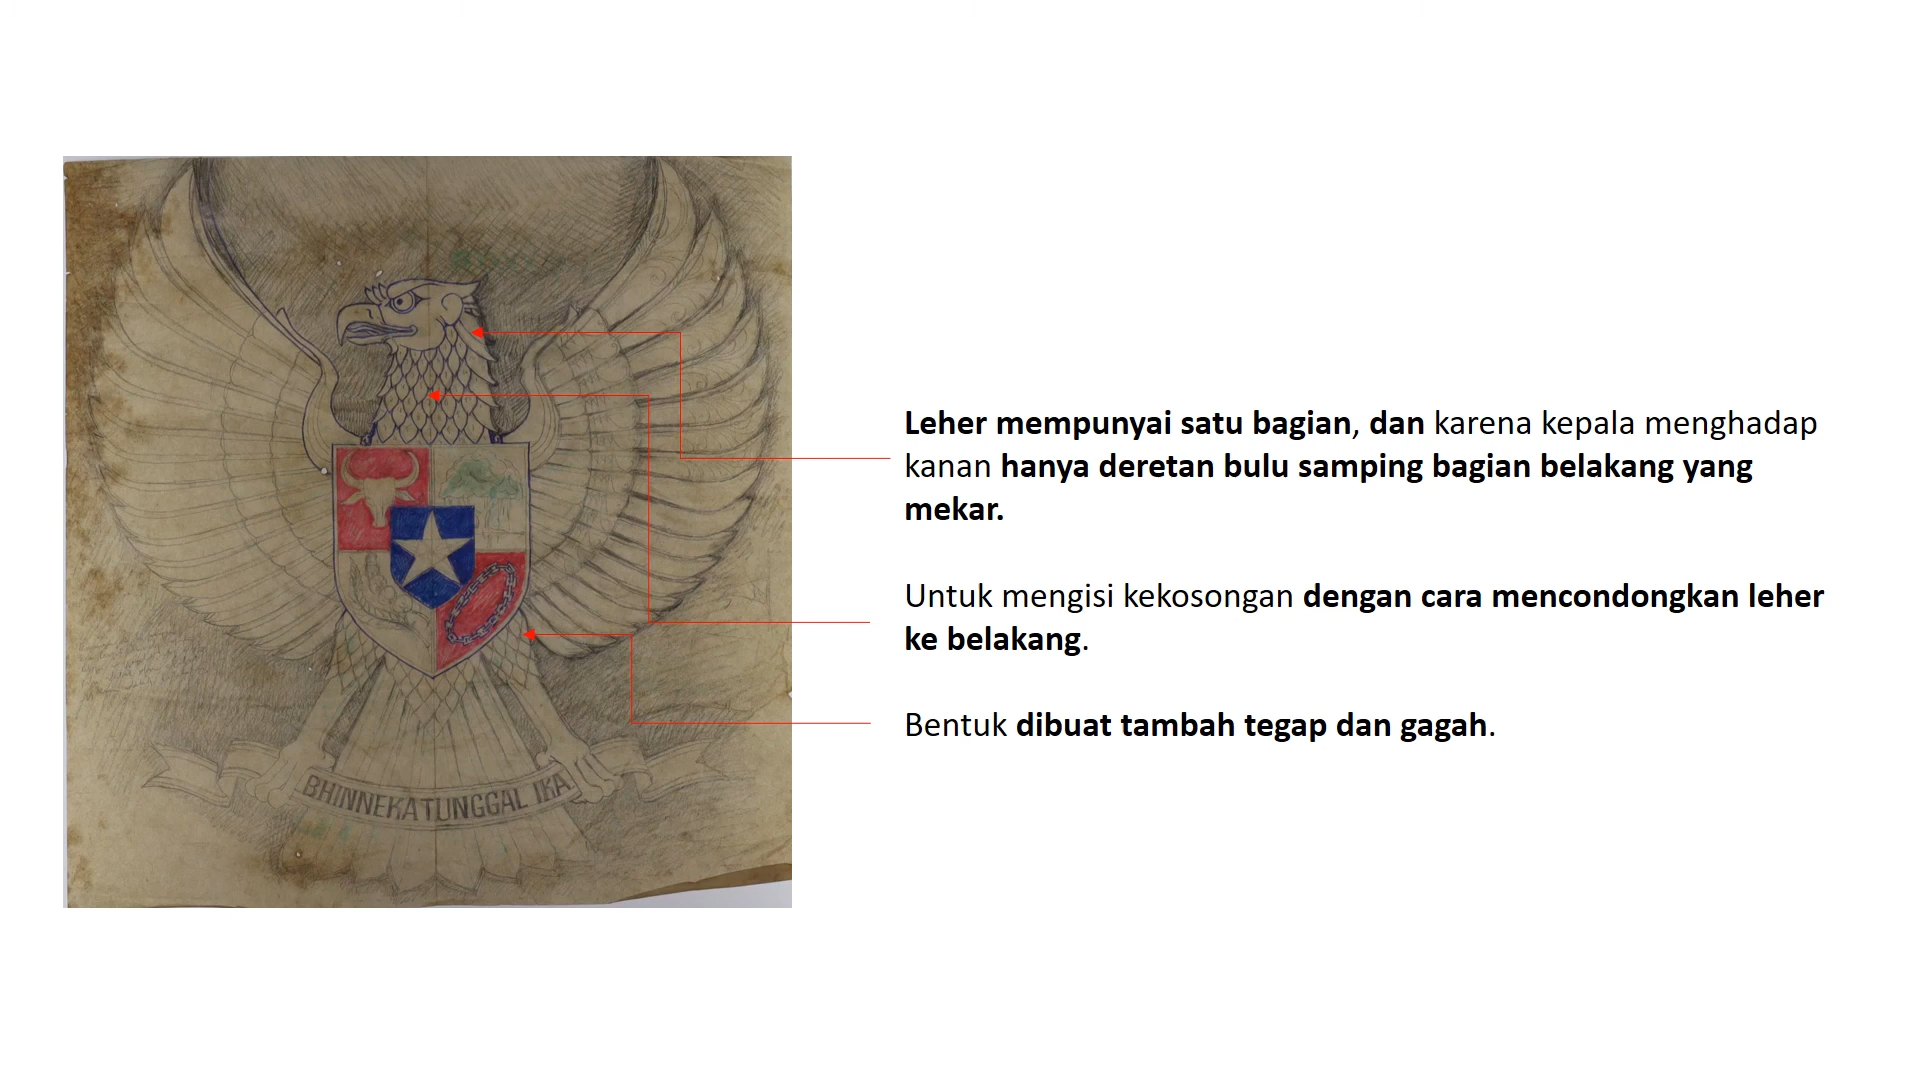 Leher mempunyai satu bagian, dan karena kepala menghadap
kanan hanya deretan bulu samping bagian belakang yang
mekar.
Untuk mengisi kekosongan dengan cara mencondongkan leher
ke belakang.
Bentuk dibuat tambah tegap dan gagah.
BHINNEKA TUNGGAL IKA